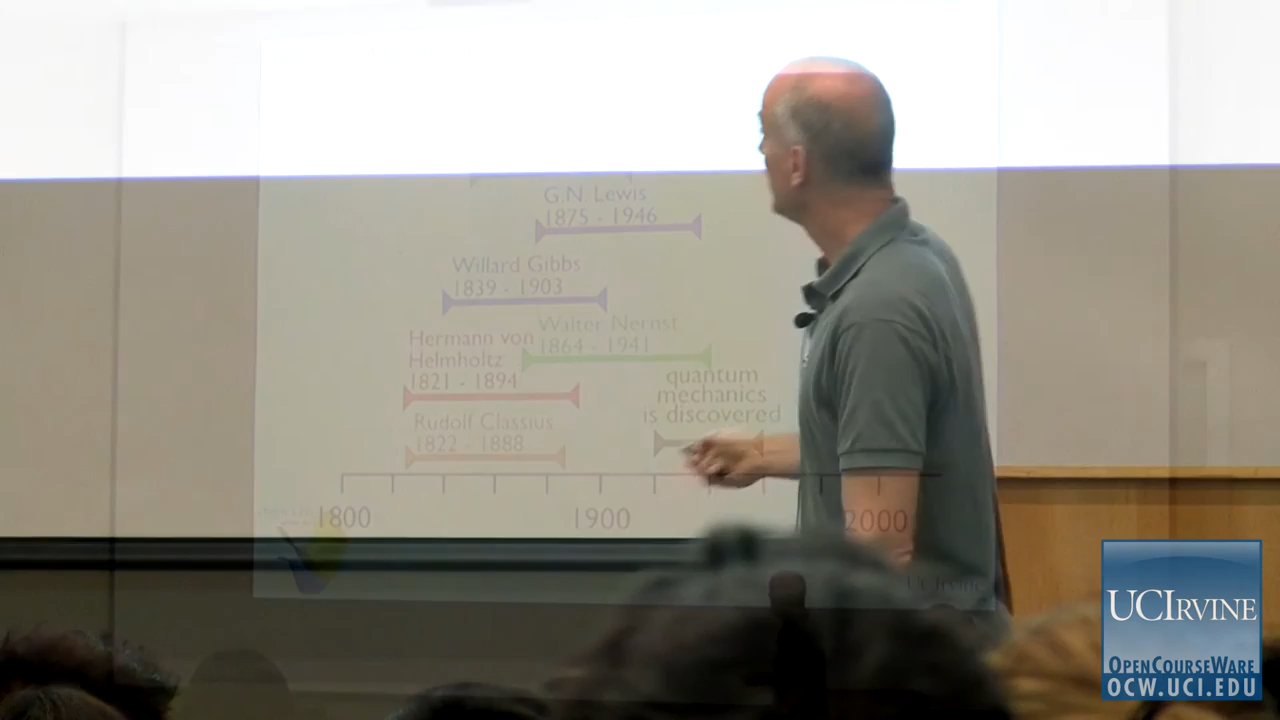 G.N. Lewis
1875 - 1946
Willard Gibbs
1839 - 1903
Walter Nernst
1864 - 1941
Hermann von
Helmholtz
1821 - 1894
quantum
mechanics
is discovered
Rudolf Classius
1822 - 1888
1800
1900
2000
UCIrvine
UCIRVINE
OPENCOURSEWARE
OCW.UCI.EDU